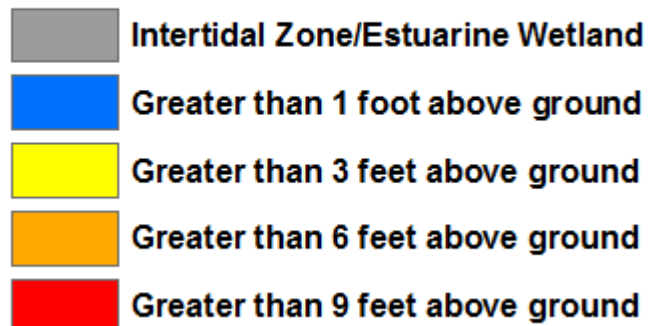 Intertidal Zone/Estuarine Wetland
Greater than 1 foot above ground
Greater than 3 feet above ground
Greater than 6 feet above ground
Greater than 9 feet above ground